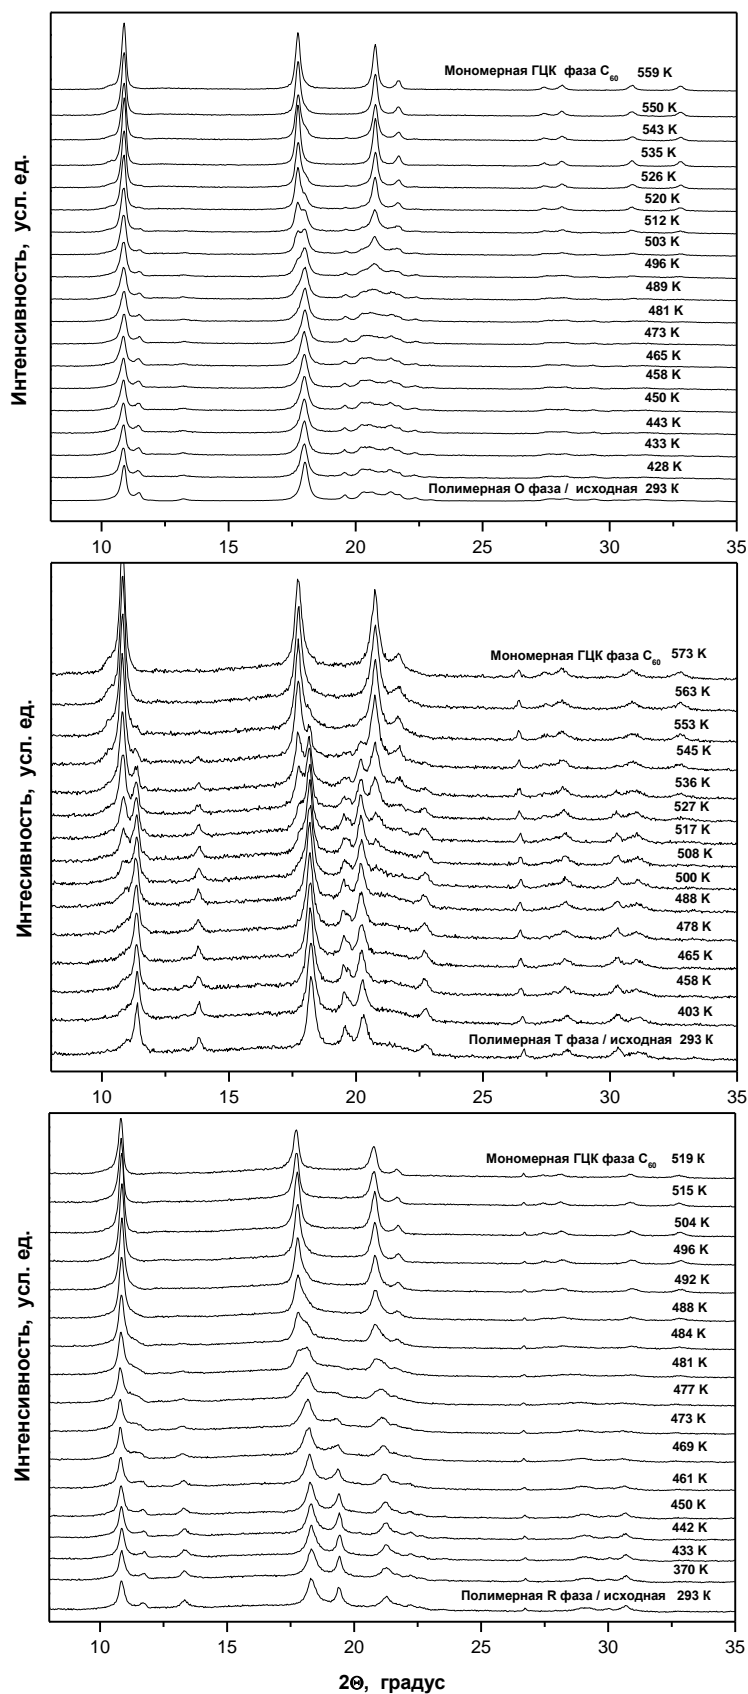 Интенсивность, усл. ед.
Мономерная ГЦК фаза C60 559 K
550 K
543 K
535 K
526 K
520 K
512 K
503 K
496 K
489 K
481 K
473 K
465 K
458 K
450 K
443 K
433 K
428 K
Полимерная О фаза / исходная 293 K
10 15 20 25 30 35
Интесивность, усл. ед.
Мономерная ГЦК фаза C60 573 K
563 K
553 K
545 K
536 K
527 K
517 K
508 K
500 K
488 K
478 K
465 K
458 K
403 K
Полимерная Т фаза / исходная 293 K
10 15 20 25 30 35
Интенсивность, усл. ед.
Мономерная ГЦК фаза C60 519 K
515 K
504 K
496 K
492 K
488 K
484 K
481 K
477 K
473 K
469 K
461 K
450 K
442 K
433 K
370 K
Полимерная R фаза / исходная 293 K
10 15 20 25 30 35
2Θ, градус